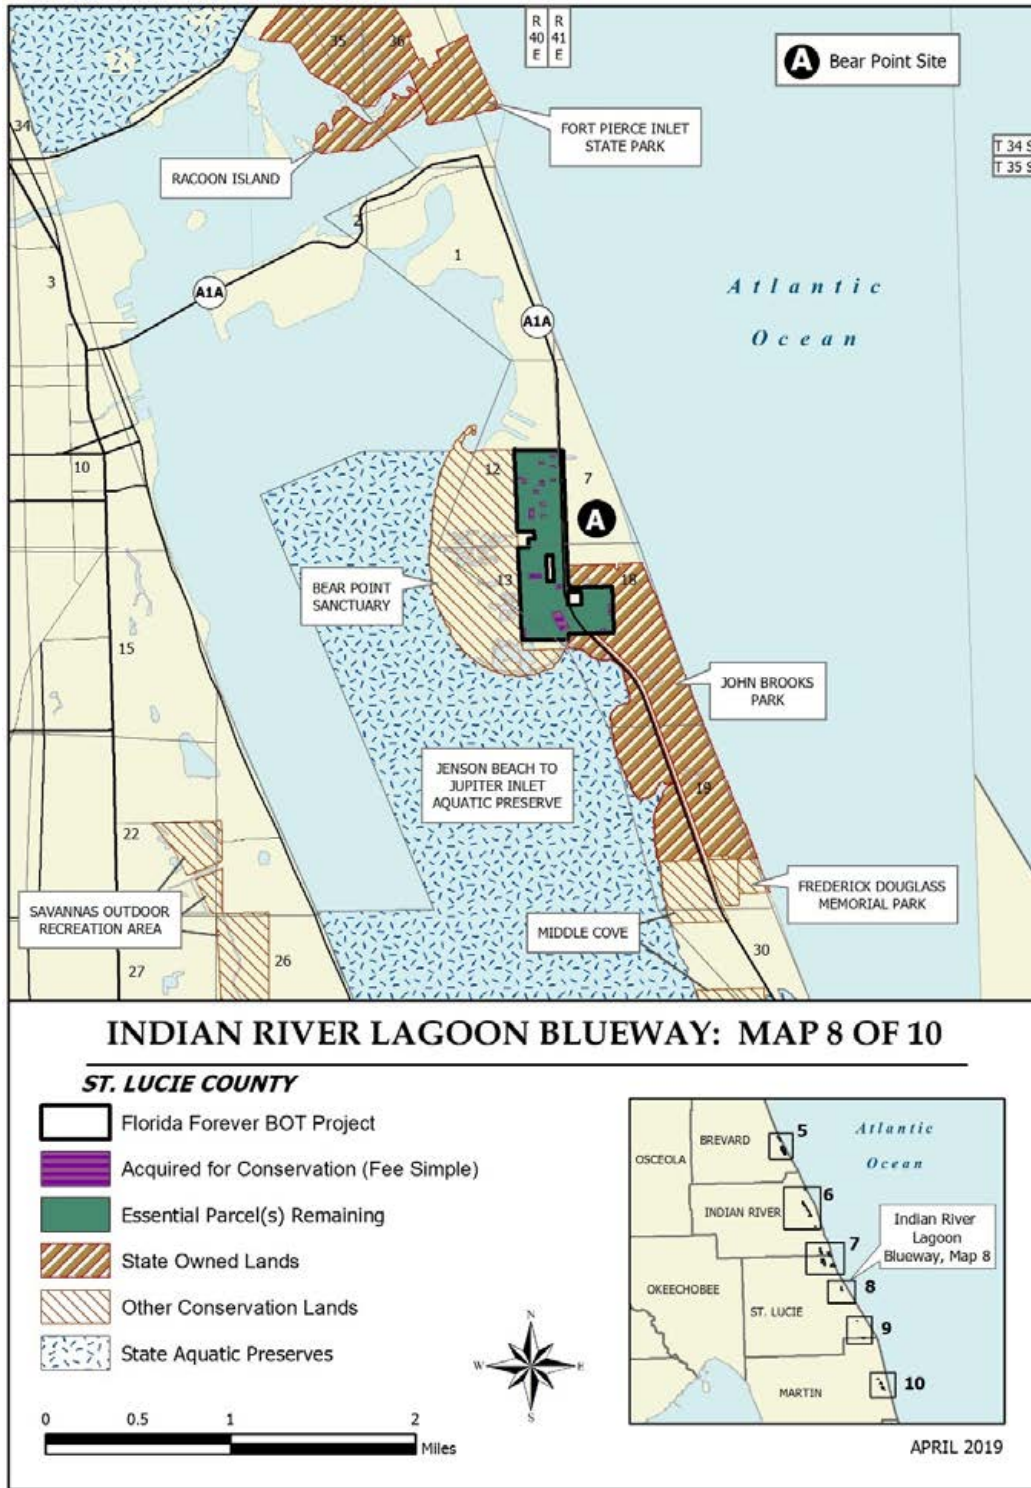 R
40
E
R
41
E
A
Bear Point Site
35
36
2
34
FORT PIERCE INLET
STATE PARK
T 34 S
T 35 S
RACOON ISLAND
2
1
3
A1A
A1A
Atlantic
Ocean
10
12
7
A
BEAR POINT
SANCTUARY
13
18
15
JOHN BROOKS
PARK
JENSON BEACH TO
JUPITER INLET
AQUATIC PRESERVE
19
22
SAVANNAS OUTDOOR
RECREATION AREA
FREDERICK DOUGLASS
MEMORIAL PARK
MIDDLE COVE
30
27
26
INDIAN RIVER LAGOON BLUEWAY: MAP 8 OF 10
ST. LUCIE COUNTY
Florida Forever BOT Project
Acquired for Conservation (Fee Simple)
Essential Parcel(s) Remaining
State Owned Lands
Other Conservation Lands
State Aquatic Preserves
0 0.5 1 2
Miles
N
W
E
S
BREVARD
5
Atlantic
Ocean
OSCEOLA
6
INDIAN RIVER
Indian River
Lagoon
Blueway, Map 8
7
OKEECHOBEE
8
ST. LUCIE
9
MARTIN
10
APRIL 2019